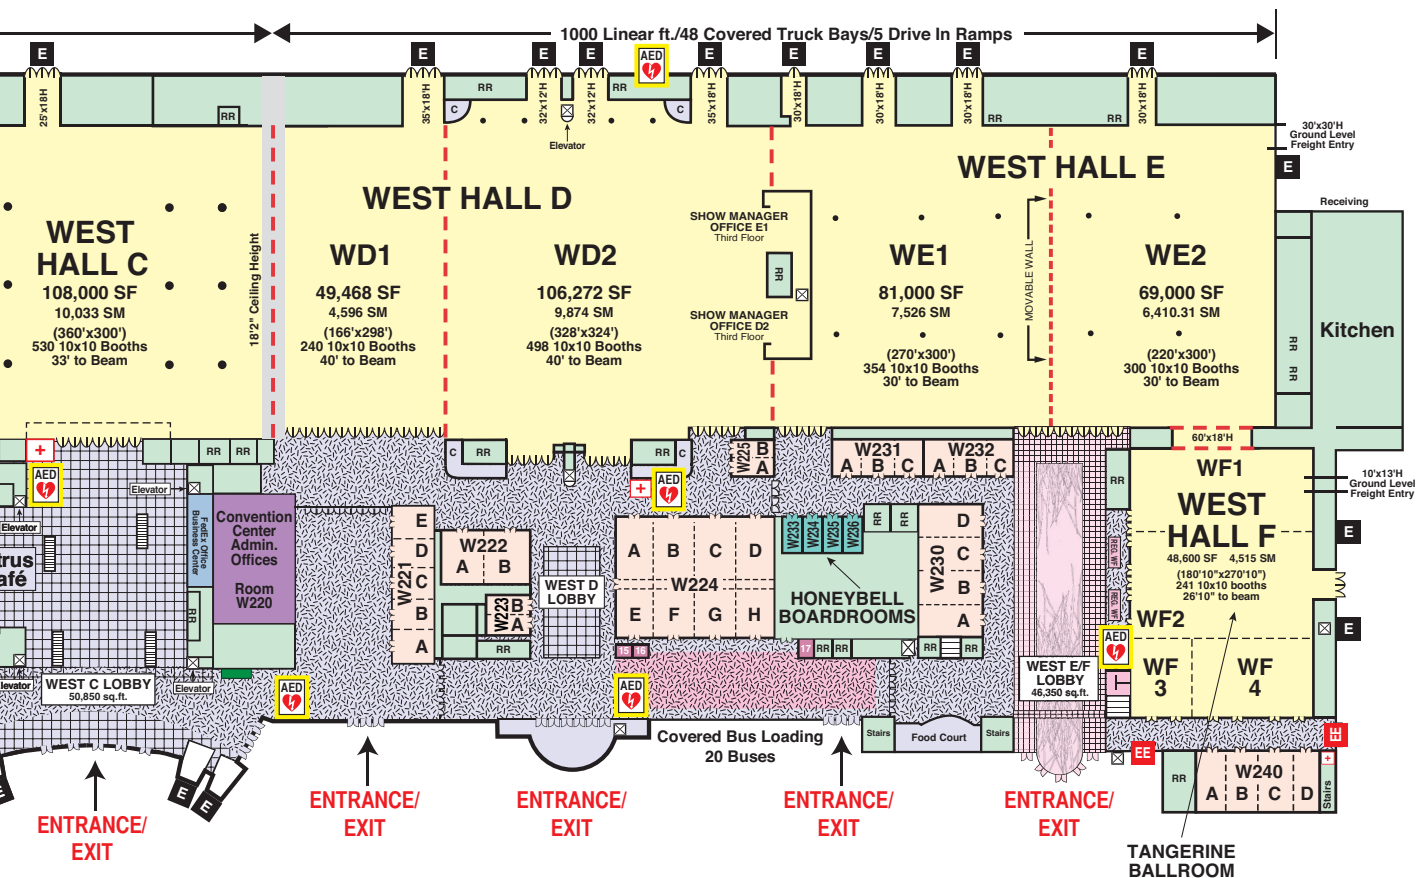 1000 Linear ft./48 Covered Truck Bays/5 Drive In Ramps
E
E
E
E
AED
E
E
E
E
E
25'x18'H
RR
35'x18'H
RR
C
32'x12'H
32'x12'H
RR
C
35'x18'H
30'x18'H
30'x18'H
30'x18'H
RR
RR
30'x18'H
Elevator
30'x30'H
Ground Level
Freight Entry
E
Receiving
WEST
HALL C
108,000 SF
10,033 SM
(360'x300')
530 10x10 Booths
33' to Beam
18'2" Ceiling Height
WEST HALL D
WD1
49,468 SF
4,596 SM
(166'x298')
240 10x10 Booths
40' to Beam
WD2
106,272 SF
9,874 SM
(328'x324')
498 10x10 Booths
40' to Beam
SHOW MANAGER
OFFICE E1
Third Floor
RR
SHOW MANAGER
OFFICE D2
Third Floor
WEST HALL E
WE1
81,000 SF
7,526 SM
(270'x300')
354 10x10 Booths
30' to Beam
MOVABLE WALL
WE2
69,000 SF
6,410.31 SM
(220'x300')
300 10x10 Booths
30' to Beam
RR
RR
Kitchen
AED
RR
RR
Elevator
Elevator
FedEx Office
Business Center
Convention
Center
Admin.
Offices
Room
W220
trus
afé
RR
levator
Elevator
WEST C LOBBY
50,850 sq.ft.
AED
C
RR
RR
C
AED
W225
B
A
W231
A
B
C
W232
A
B
C
60'x18'H
W221
E
D
C
B
A
W222
A
B
W223
B
A
RR
WEST D
LOBBY
A
B
C
D
W224
E
F
G
H
15
16
W233
W234
W235
W236
RR
RR
HONEYBELL
BOARDROOMS
17
RR
RR
W230
D
C
B
A
RR
RR
AED
RR
REG. WF
REG. WF
AED
WEST E/F
LOBBY
46,350 sq.ft.
WF1
WEST
HALL F
48,600 SF 4,515 SM
(180'10"x270'10")
241 10x10 booths
26'10" to beam
WF2
WF
3
WF
4
10'x13'H
Ground Level
Freight Entry
E
E
Covered Bus Loading
20 Buses
Stairs
Food Court
Stairs
EE
EE
RR
W240
A
B
C
D
Stairs
E
E
E
ENTRANCE/
EXIT
ENTRANCE/
EXIT
ENTRANCE/
EXIT
ENTRANCE/
EXIT
ENTRANCE/
EXIT
TANGERINE
BALLROOM